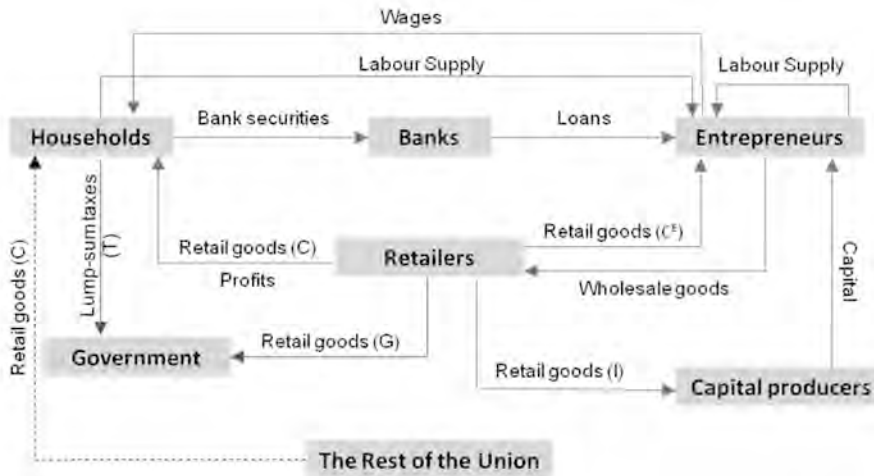 Wages
Labour Supply
Labour Supply
Households
Bank securities
Banks
Loans
Entrepreneurs
Retail goods (C)
Lump-sum taxes
(T)
Retail goods (C)
Profits
Retailers
Retail goods (Cᴱ)
Wholesale goods
Capital
Government
Retail goods (G)
Retail goods (I)
Capital producers
The Rest of the Union